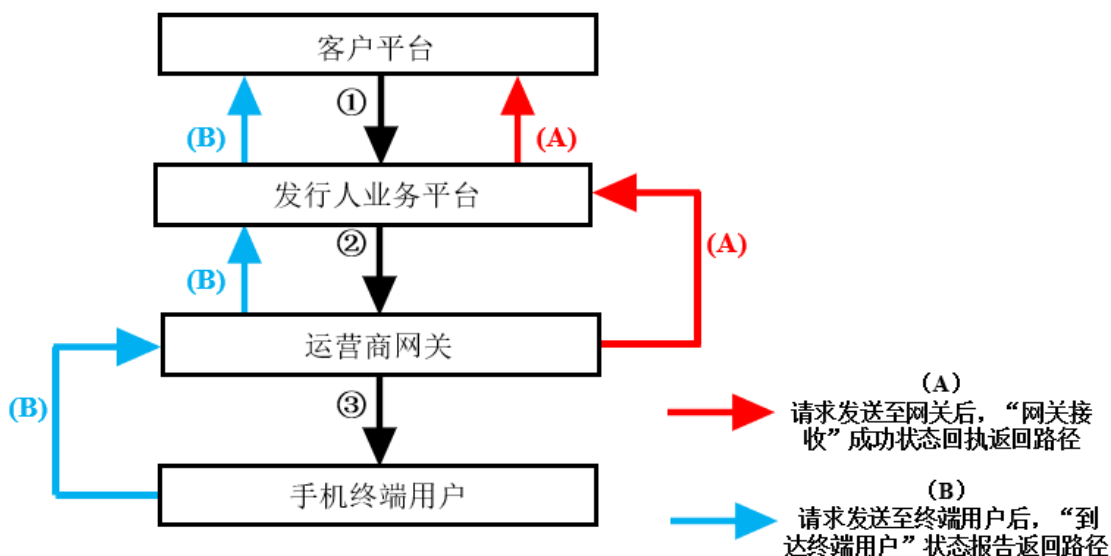 客户平台
①
(B)
(A)
发行人业务平台
②
(A)
(B)
运营商网关
(B)
③
手机终端用户
（A）
请求发送至网关后，“网关接
收”成功状态回执返回路径
（B）
请求发送至终端用户后，“到
达终端用户”状态报告返回路径